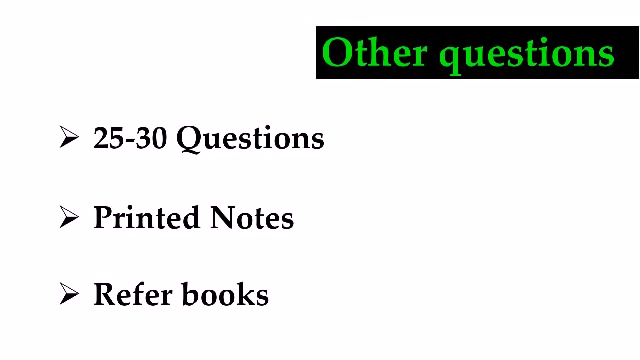 Other questions
➢ 25-30 Questions
➢ Printed Notes
➢ Refer books